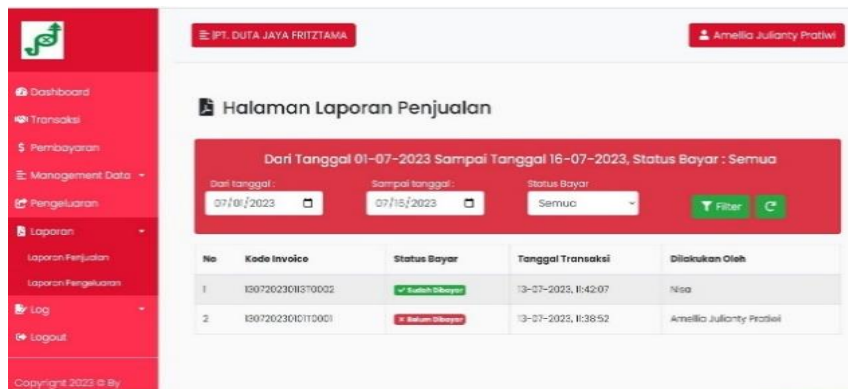 PT. DUTA JAYA FRITZTAMA
Amellia Julianty Pratiwi
Dashboard
Transaksi
$ Pembayaran
Management Data
Pengeluaran
Laporan
Laporan Penjualan
Laporan Pengeluaran
Log
Logout
Copyright 2023 © By
Halaman Laporan Penjualan
Dari Tanggal 01-07-2023 Sampai Tanggal 16-07-2023, Status Bayar : Semua
Dari tanggal : Sampai tanggal : Status Bayar
07/01/2023 07/16/2023 Semua Filter
No Kode Invoice Status Bayar Tanggal Transaksi Dilakukan Oleh
1 Sudah Dibayar 13-07-2023, 11:42:07 Nisa
2 Belum Dibayar 13-07-2023, 11:38:52 Amellia Julianty Pratiwi